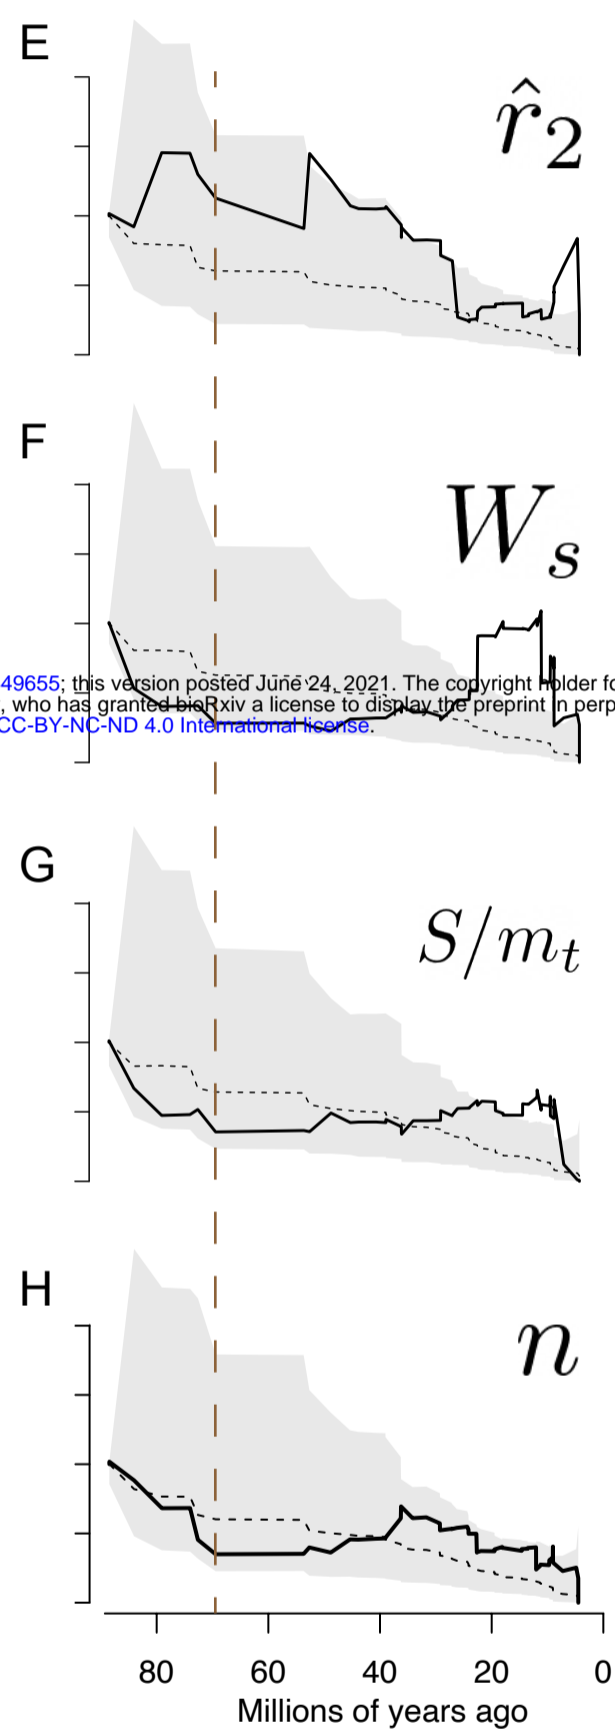 E
r̂₂
F
Wₛ
49655; this version posted June 24, 2021. The copyright holder fo
, who has granted bioRxiv a license to display the preprint in perp
CC-BY-NC-ND 4.0 International license.
G
S/mₜ
H
n
80 60 40 20 0
Millions of years ago